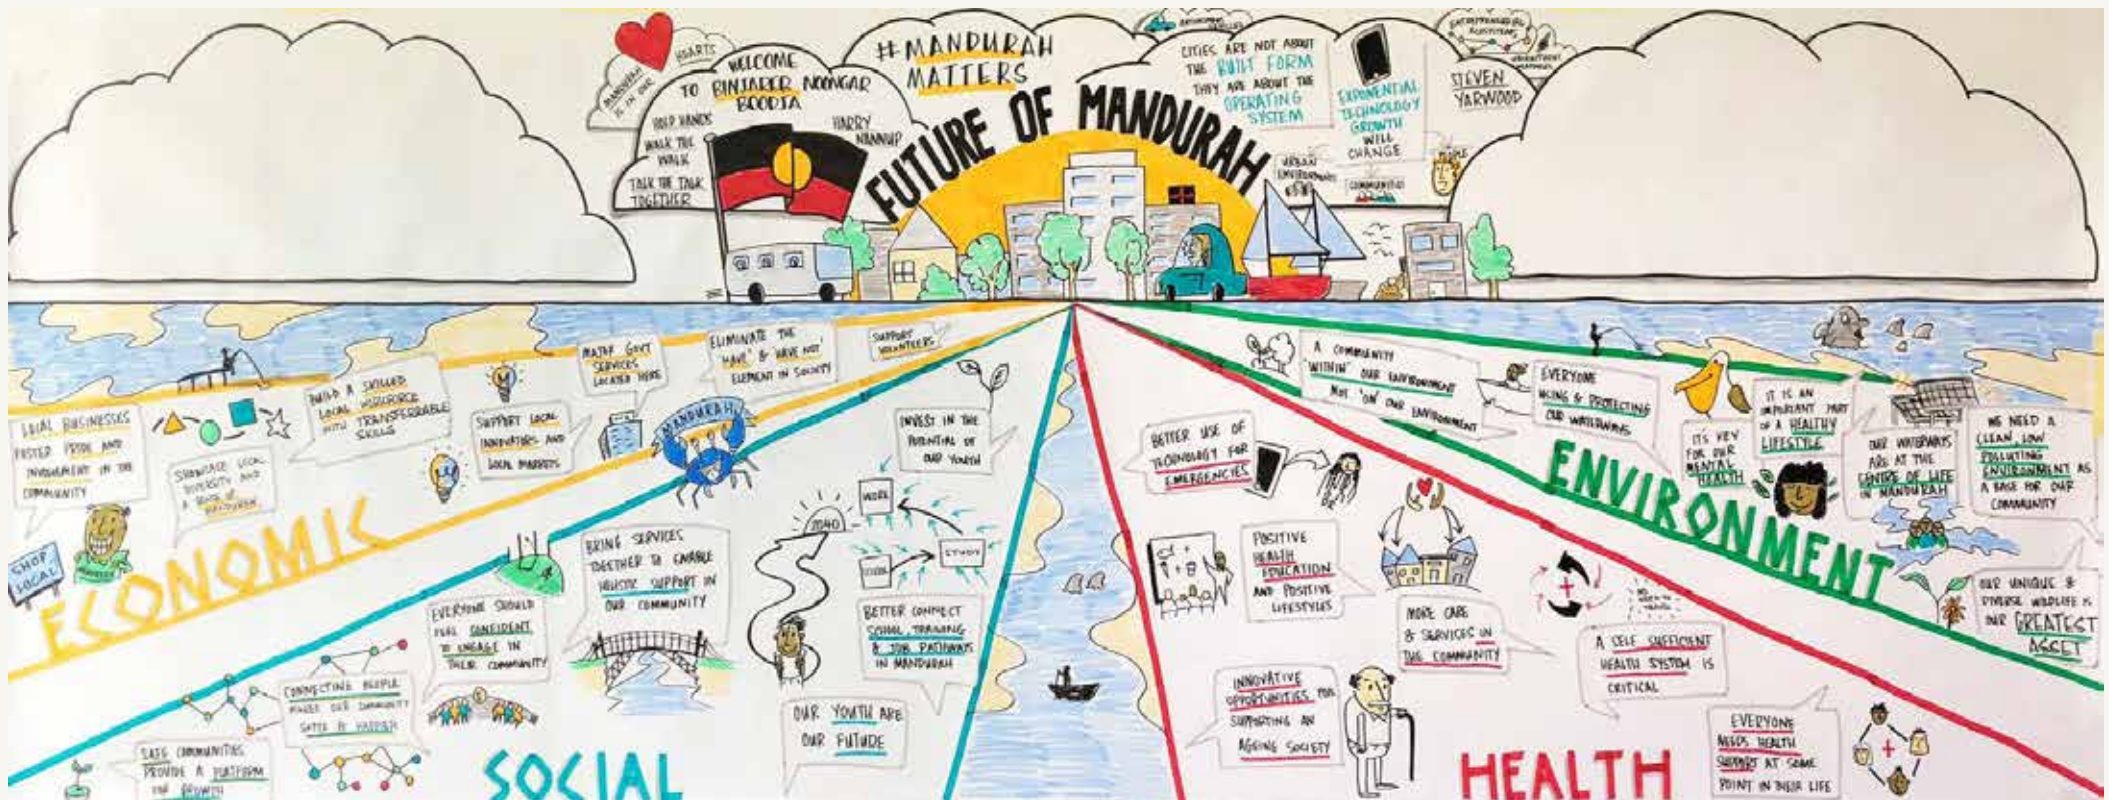 MANDURAH
IS IN OUR
HEARTS
WELCOME
TO BINJAREB NOONGAR
BOODJA
HOLD HANDS
WALK THE
WALK
TALK THE TALK
TOGETHER
HARRY
NANNUP
#MANDURAH
MATTERS
FUTURE OF MANDURAH
CITIES ARE NOT ABOUT
THE BUILT FORM
THEY ARE ABOUT THE
OPERATING
SYSTEM
EXPONENTIAL
TECHNOLOGY
GROWTH
WILL
CHANGE
URBAN
ENVIRONMENTS
COMMUNITIES
PEOPLE
ENTREPRENEURIAL
ECOSYSTEMS
STEVEN
YARWOOD
LOCAL BUSINESSES
FOSTER PRIDE AND
INVOLVEMENT IN THE
COMMUNITY
SHOP
LOCAL
SHOWCASE LOCAL
DIVERSITY AND
BUILD A SKILLED
LOCAL WORKFORCE
WITH TRANSFERRABLE
SKILLS
SUPPORT LOCAL
INNOVATORS AND
LOCAL MARKETS
MAJOR GOVT
SERVICES
LOCATED HERE
ELIMINATE THE
'HAVE' & 'HAVE NOT'
ELEMENT IN SOCIETY
SUPPORT
VOLUNTEERS
ECONOMIC
MANDURAH
INVEST IN THE
POTENTIAL OF
OUR YOUTH
BRING SERVICES
TOGETHER TO ENABLE
HOLISTIC SUPPORT IN
OUR COMMUNITY
EVERYONE SHOULD
FEEL CONFIDENT
TO ENGAGE IN
THEIR COMMUNITY
CONNECTING PEOPLE
MAKES OUR COMMUNITY
SAFER & HAPPIER
SAFE COMMUNITIES
PROVIDE A PLATFORM
FOR GROWTH
2040
WORK
STUDY
SCHOOL
BETTER CONNECT
SCHOOL, TRAINING
& JOB PATHWAYS
IN MANDURAH
OUR YOUTH ARE
OUR FUTURE
SOCIAL
BETTER USE OF
TECHNOLOGY FOR
EMERGENCIES
DR
POSITIVE
HEALTH
EDUCATION
AND POSITIVE
LIFESTYLES
MORE CARE
& SERVICES IN
THE COMMUNITY
A SELF SUFFICIENT
HEALTH SYSTEM IS
CRITICAL
INNOVATIVE
OPPORTUNITIES FOR
SUPPORTING AN
AGEING SOCIETY
EVERYONE
NEEDS HEALTH
SUPPORT AT SOME
POINT IN THEIR LIFE
HEALTH
A COMMUNITY
'WITHIN' OUR ENVIRONMENT
NOT 'ON' OUR ENVIRONMENT
EVERYONE
USING & PROTECTING
OUR WATERWAYS
IT'S KEY
FOR OUR
MENTAL
HEALTH
IT IS AN
IMPORTANT PART
OF A HEALTHY
LIFESTYLE
OUR WATERWAYS
ARE AT THE
CENTRE OF LIFE
IN MANDURAH
WE NEED A
CLEAN, LOW
POLLUTING
ENVIRONMENT AS
A BASE FOR OUR
COMMUNITY
OUR UNIQUE &
DIVERSE WILDLIFE IS
OUR GREATEST
ASSET
ENVIRONMENT